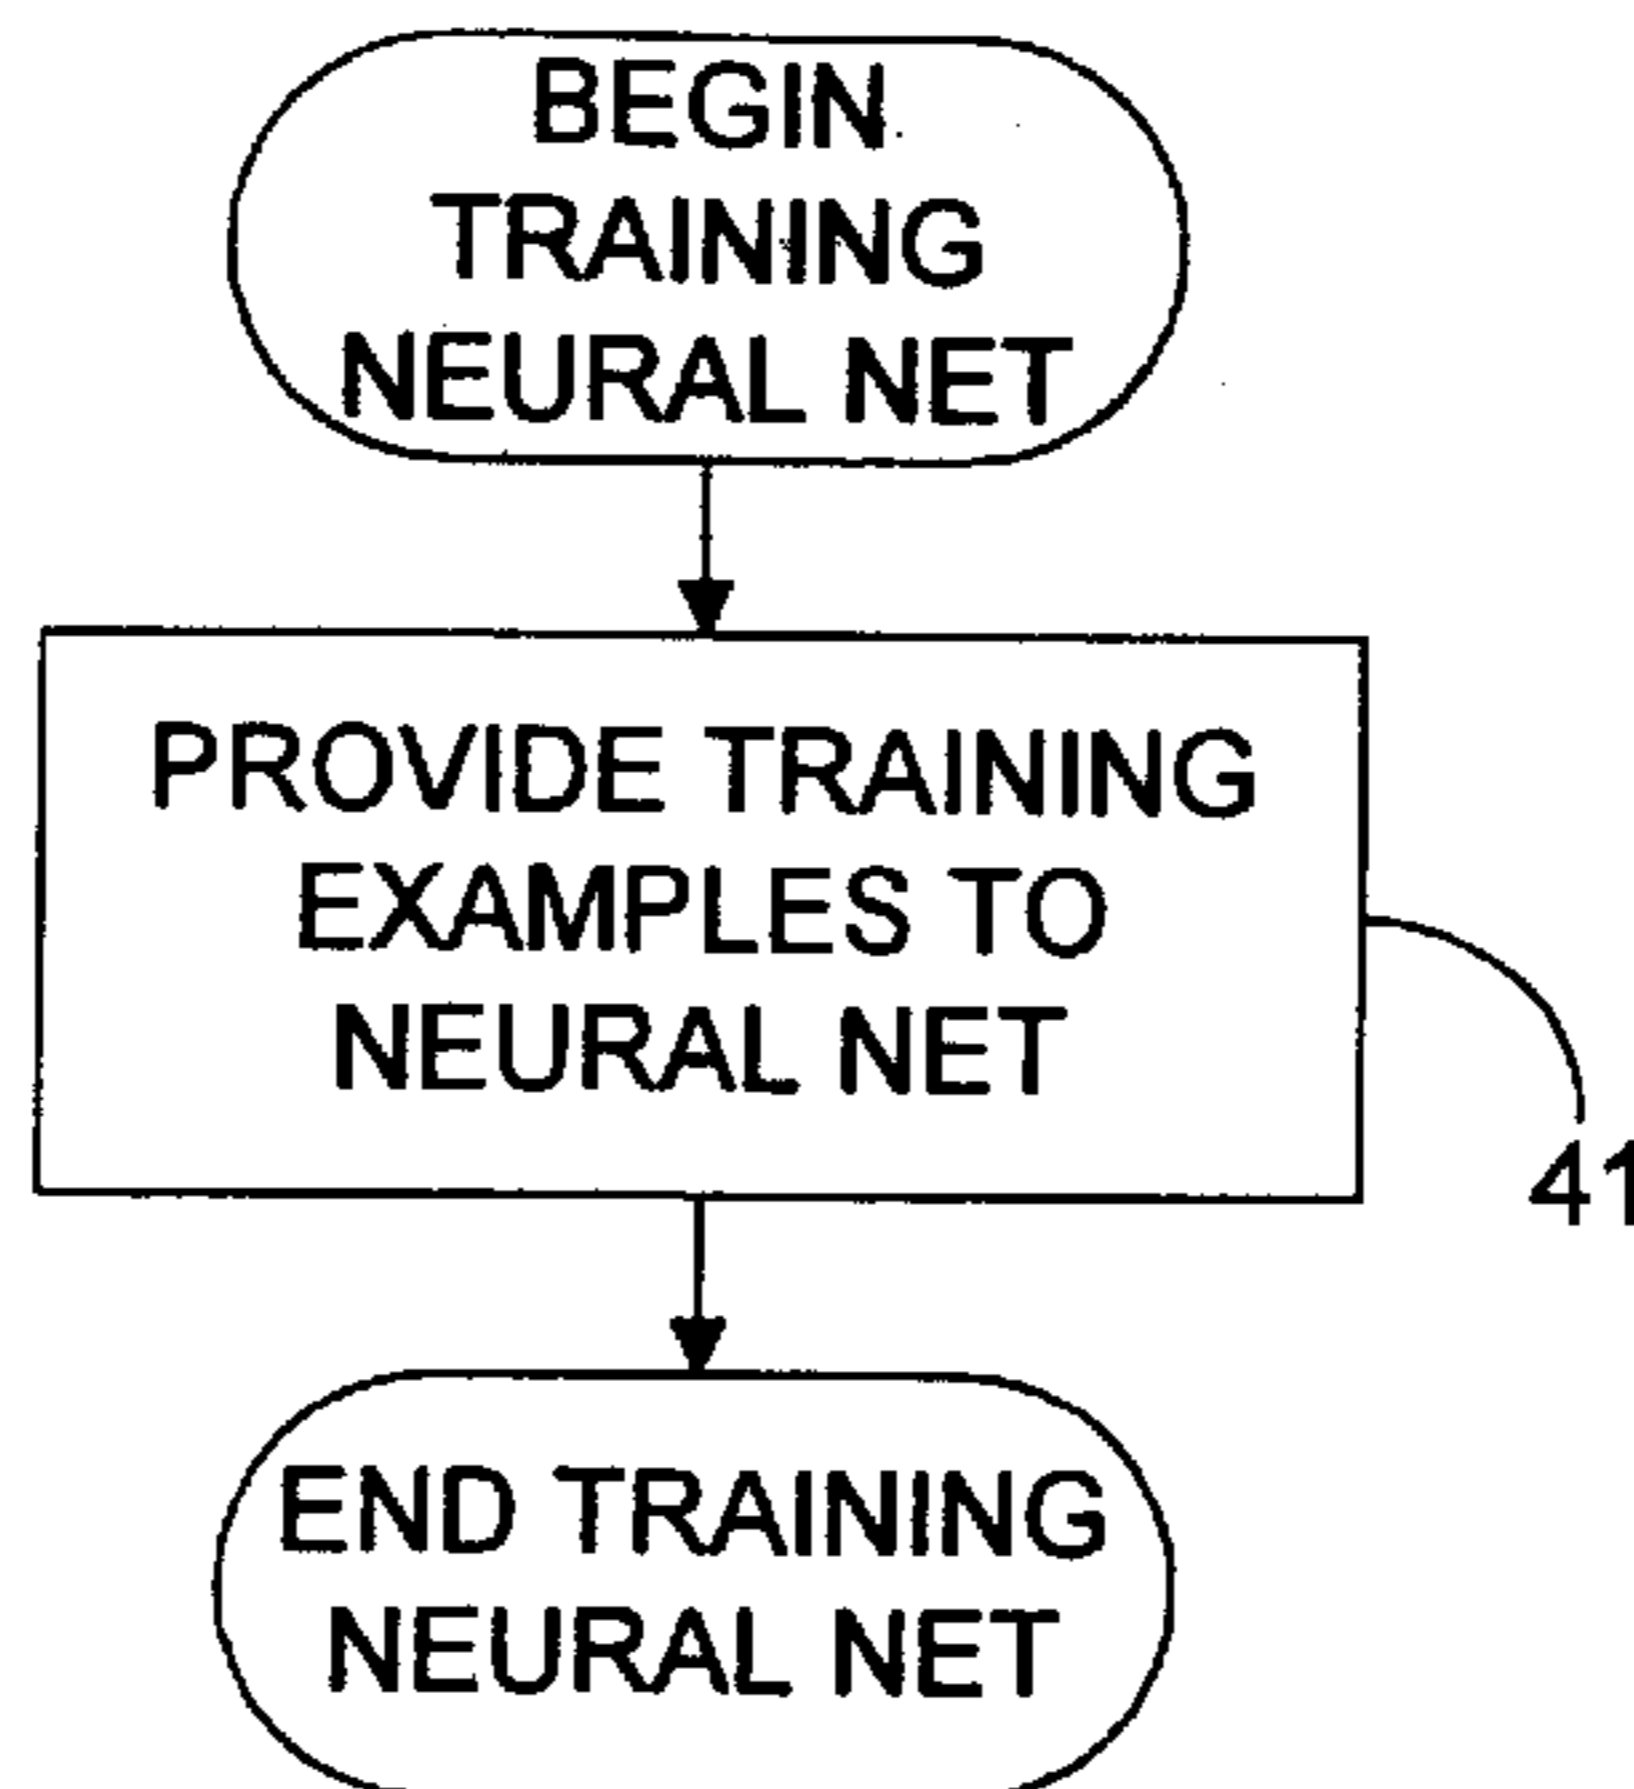 BEGIN
TRAINING
NEURAL NET
PROVIDE TRAINING
EXAMPLES TO
NEURAL NET
41
END TRAINING
NEURAL NET